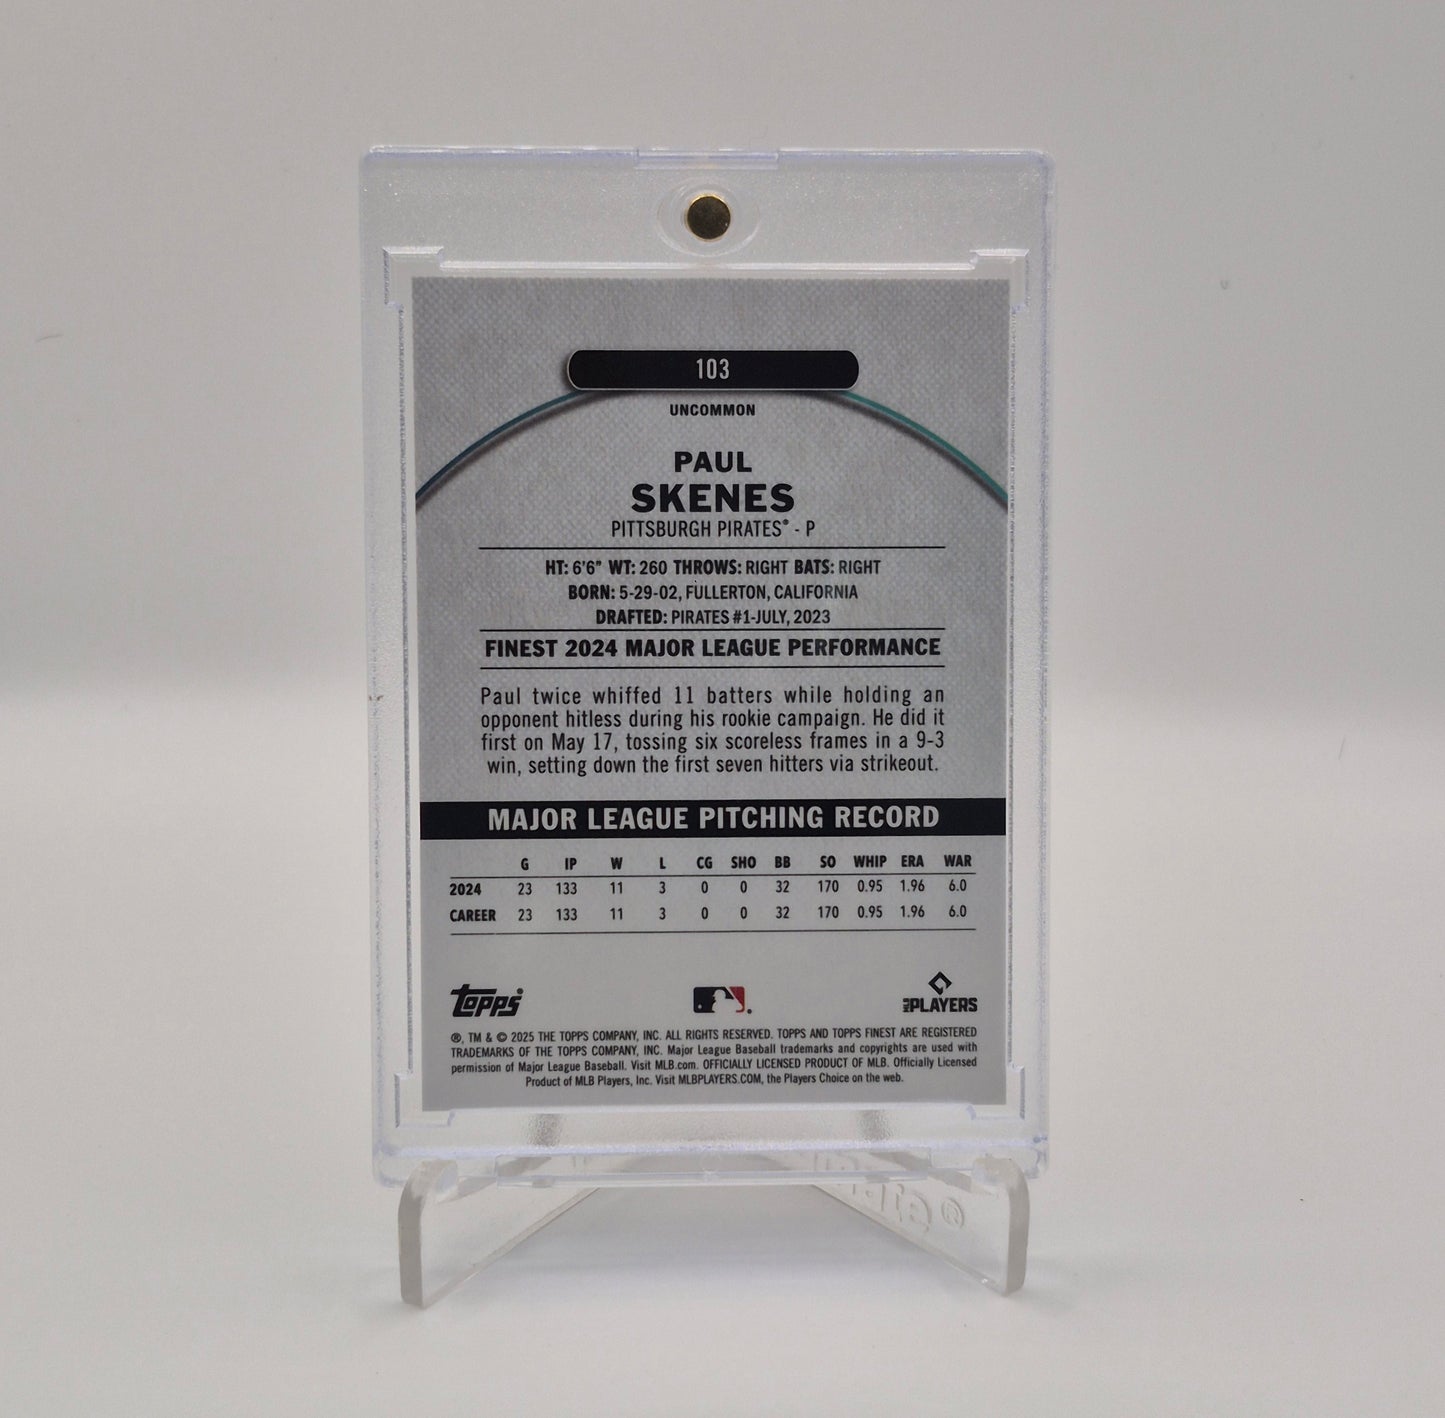 103
UNCOMMON
PAUL
SKENES
PITTSBURGH PIRATES® - P
HT: 6'6" WT: 260 THROWS: RIGHT BATS: RIGHT
BORN: 5-29-02, FULLERTON, CALIFORNIA
DRAFTED: PIRATES #1-JULY, 2023
FINEST 2024 MAJOR LEAGUE PERFORMANCE
Paul twice whiffed 11 batters while holding an
opponent hitless during his rookie campaign. He did it
first on May 17, tossing six scoreless frames in a 9-3
win, setting down the first seven hitters via strikeout.
MAJOR LEAGUE PITCHING RECORD
G IP W L CG SHO BB SO WHIP ERA WAR
2024 23 133 11 3 0 0 32 170 0.95 1.96 6.0
CAREER 23 133 11 3 0 0 32 170 0.95 1.96 6.0
topps
MLB PLAYERS
®, TM & © 2025 THE TOPPS COMPANY, INC. ALL RIGHTS RESERVED. TOPPS AND TOPPS FINEST ARE REGISTERED
TRADEMARKS OF THE TOPPS COMPANY, INC. Major League Baseball trademarks and copyrights are used with
permission of Major League Baseball. Visit MLB.com. OFFICIALLY LICENSED PRODUCT OF MLB. Officially Licensed
Product of MLB Players, Inc. Visit MLBPLAYERS.COM, the Players Choice on the web.